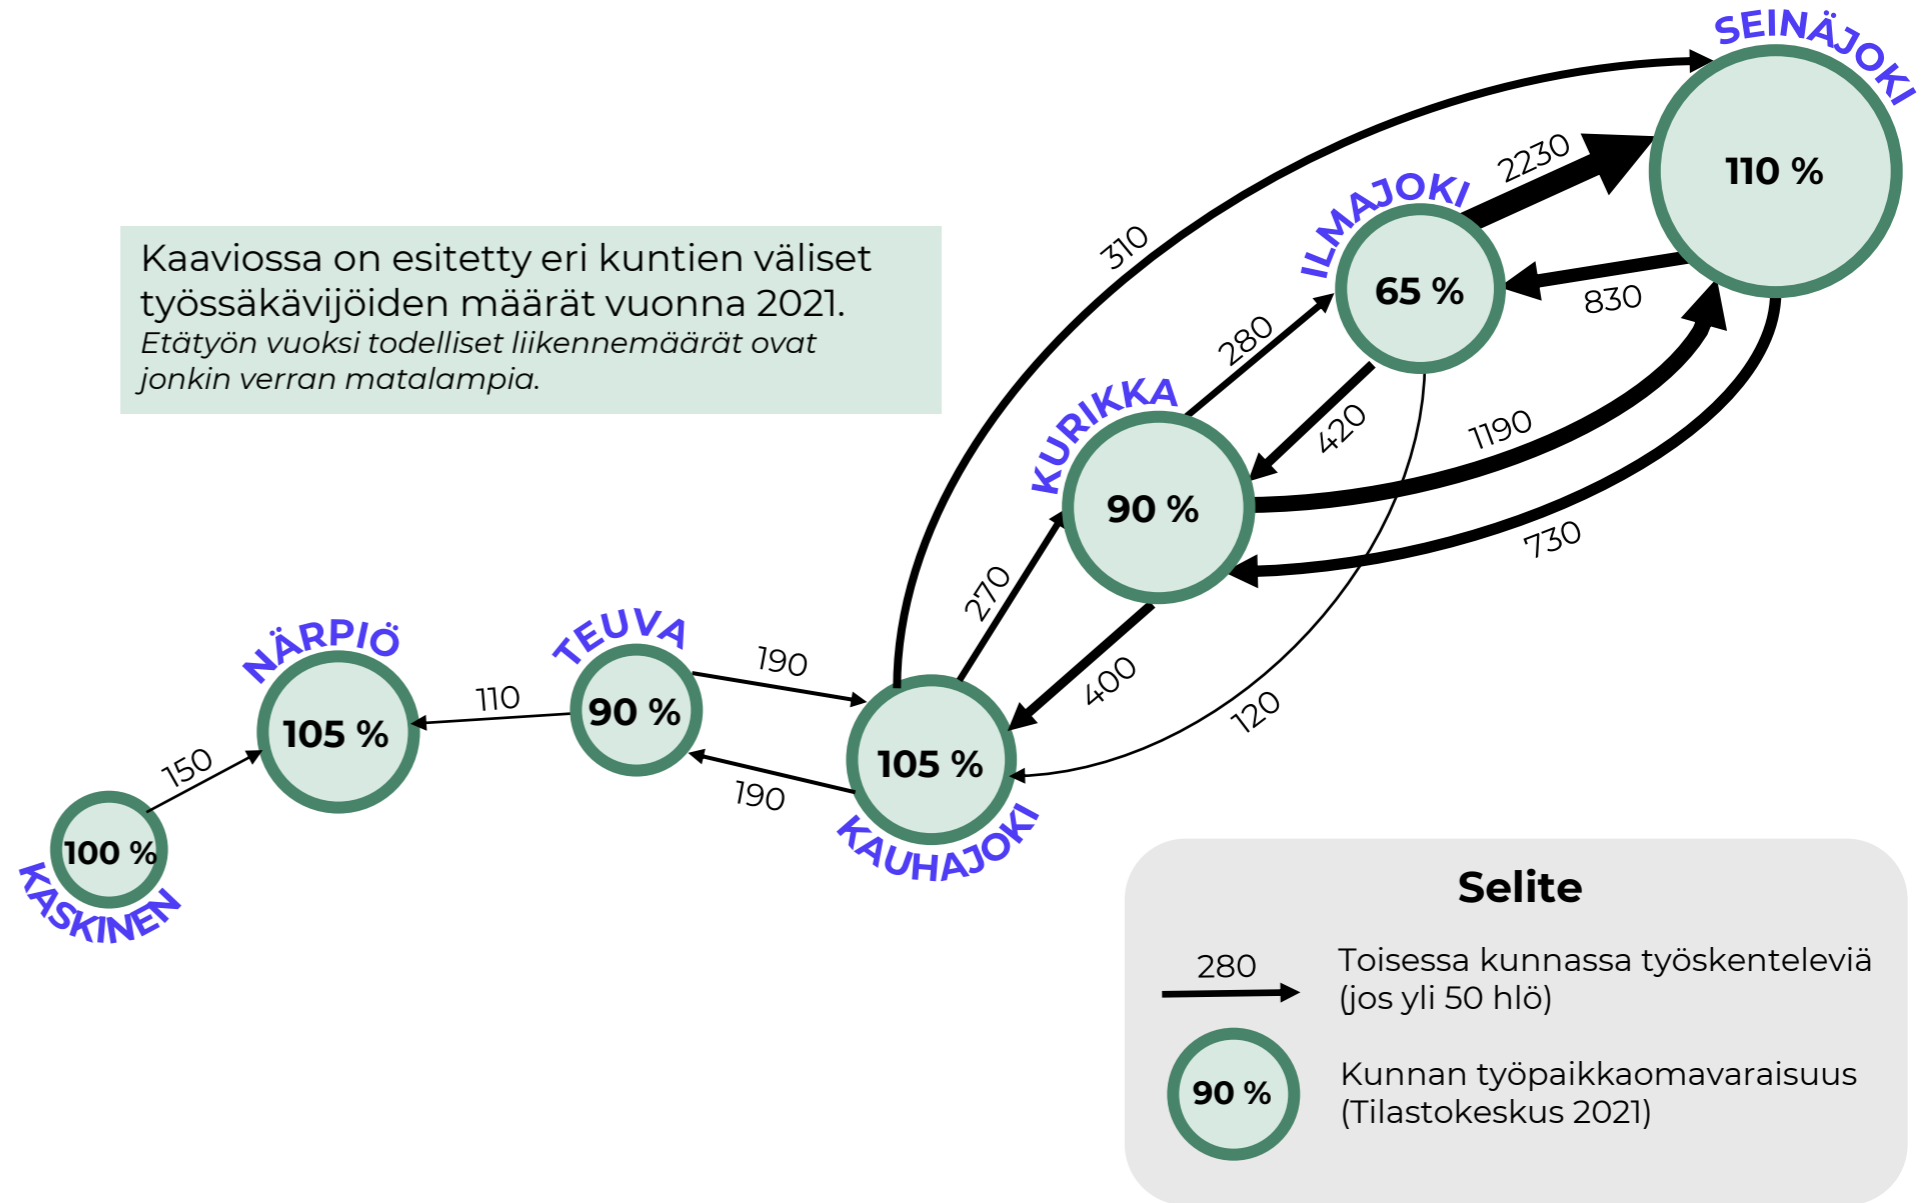 SEINÄJOKI
110 %
2230
ILMAJOKI
65 %
830
310
Kaaviossa on esitetty eri kuntien väliset
työssäkävijöiden määrät vuonna 2021.
Etätyön vuoksi todelliset liikennemäärät ovat
jonkin verran matalampia.
280
420
KURIKKA
90 %
1190
730
270
400
120
NÄRPIÖ
105 %
TEUVA
90 %
190
110
190
150
KAUHAJOKI
105 %
100 %
KASKINEN
Selite
280
Toisessa kunnassa työskenteleviä
(jos yli 50 hlö)
90 %
Kunnan työpaikkaomavaraisuus
(Tilastokeskus 2021)